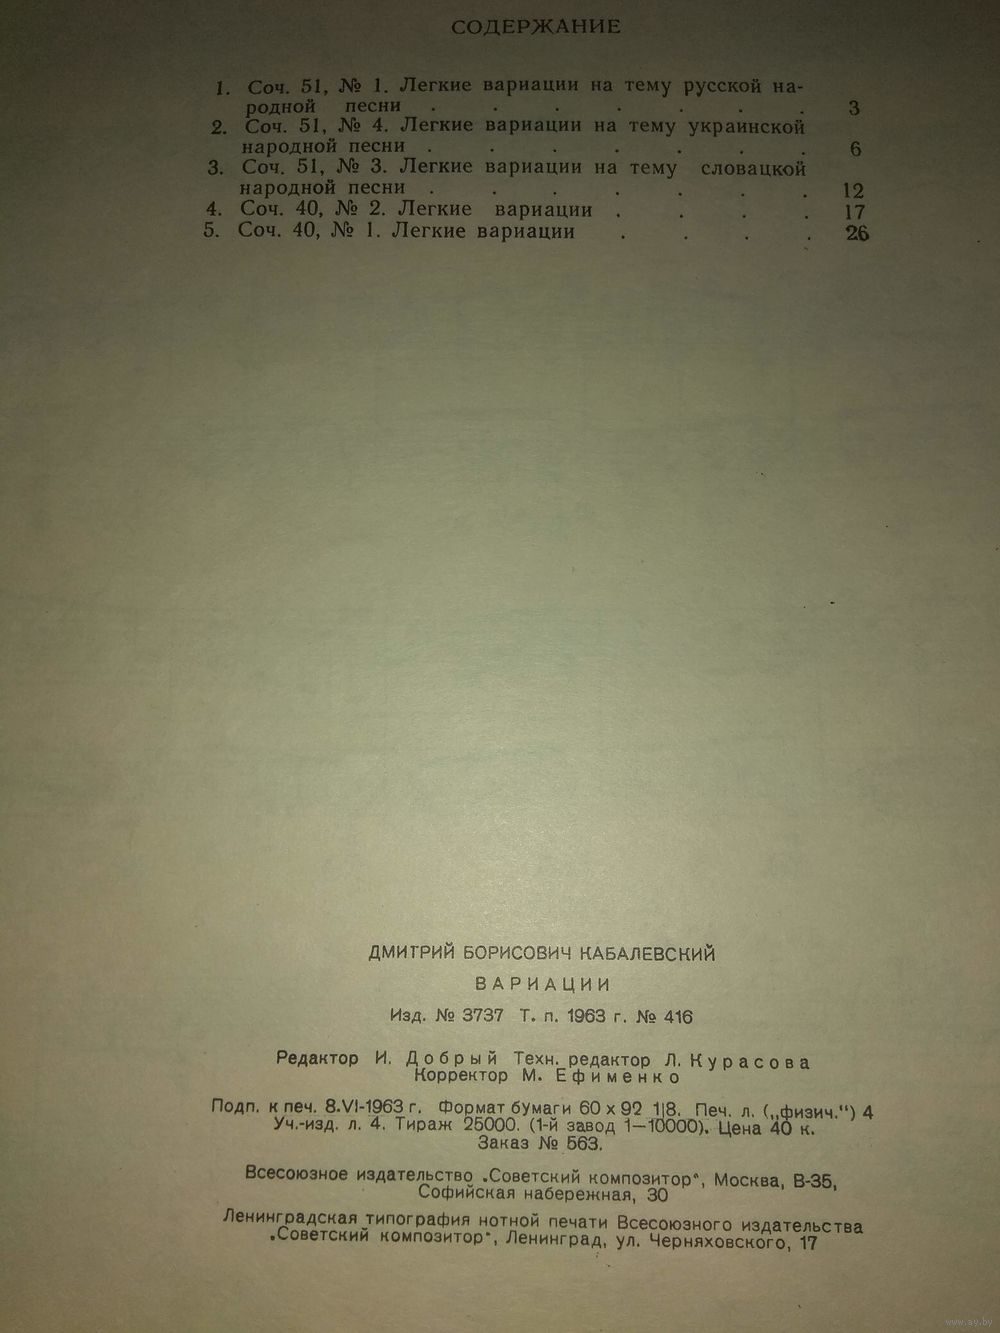 СОДЕРЖАНИЕ
1. Соч. 51, № 1. Легкие вариации на тему русской на-
родной песни . . . . . . . 3
2. Соч. 51, № 4. Легкие вариации на тему украинской
народной песни . . . . . . . 6
3. Соч. 51, № 3. Легкие вариации на тему словацкой
народной песни . . . . . . . 12
4. Соч. 40, № 2. Легкие вариации . . . . 17
5. Соч. 40, № 1. Легкие вариации . . . . 26
ДМИТРИЙ БОРИСОВИЧ КАБАЛЕВСКИЙ
ВАРИАЦИИ
Изд. № 3737 Т. п. 1963 г. № 416
Редактор И. Добрый Техн. редактор Л. Курасова
Корректор М. Ефименко
Подп. к печ. 8.VI-1963 г. Формат бумаги 60 х 92 1|8. Печ. л. („физич.“) 4
Уч.-изд. л. 4. Тираж 25000. (1-й завод 1—10000). Цена 40 к.
Заказ № 563.
Всесоюзное издательство „Советский композитор“, Москва, В-35,
Софийская набережная, 30
Ленинградская типография нотной печати Всесоюзного издательства
„Советский композитор“, Ленинград, ул. Черняховского, 17
www.ay.by